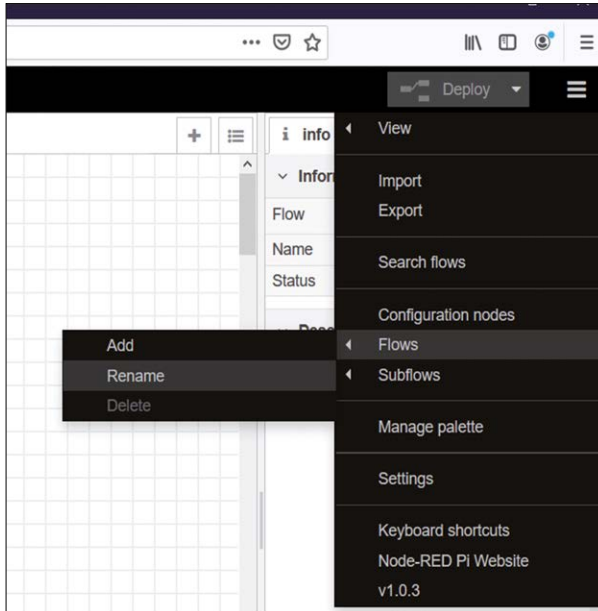 Deploy
info
View
Infor
Import
Export
Flow
Name
Search flows
Status
Configuration nodes
Flows
Add
Rename
Subflows
Delete
Manage palette
Settings
Keyboard shortcuts
Node-RED Pi Website
v1.0.3